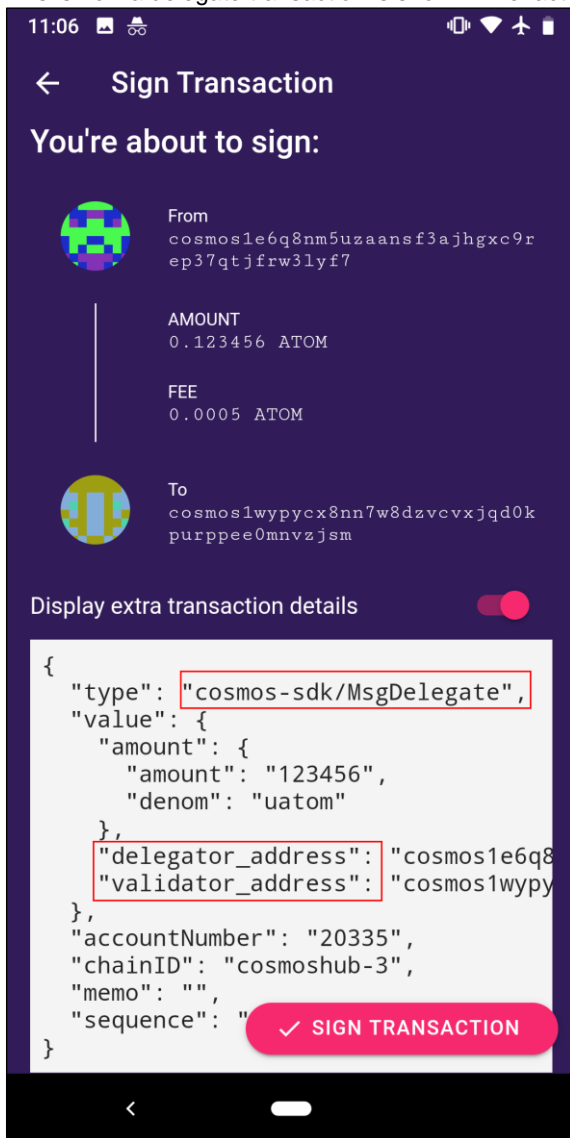 11:06
Sign Transaction
You're about to sign:
From
cosmos1e6q8nm5uzaansf3ajhgxc9r
ep37qtjfrw3lyf7
AMOUNT
0.123456 ATOM
FEE
0.0005 ATOM
To
cosmos1wypycx8nn7w8dzvcvxjqd0k
purppee0mnvzjsm
Display extra transaction details
{
"type": "cosmos-sdk/MsgDelegate",
"value": {
"amount": {
"amount": "123456",
"denom": "uatom"
},
"delegator_address": "cosmos1e6q8
"validator_address": "cosmos1wypy
},
"accountNumber": "20335",
"chainID": "cosmoshub-3",
"memo": "",
"sequence": "
SIGN TRANSACTION
}